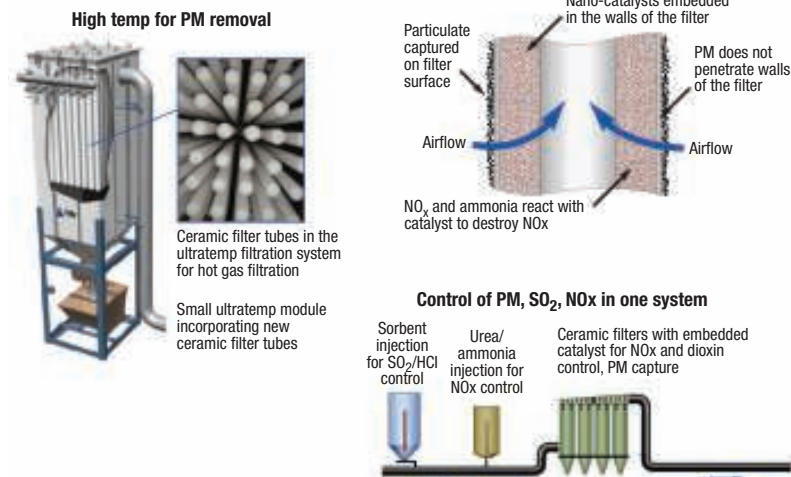 High temp for PM removal
Ceramic filter tubes in the
ultratemp filtration system
for hot gas filtration
Small ultratemp module
incorporating new
ceramic filter tubes
Nano-catalysts embedded
in the walls of the filter
Particulate
captured
on filter
surface
PM does not
penetrate walls
of the filter
Airflow
Airflow
NOx and ammonia react with
catalyst to destroy NOx
Control of PM, SO2, NOx in one system
Sorbent
injection
for SO2/HCl
control
Urea/
ammonia
injection for
NOx control
Ceramic filters with embedded
catalyst for NOx and dioxin
control, PM capture